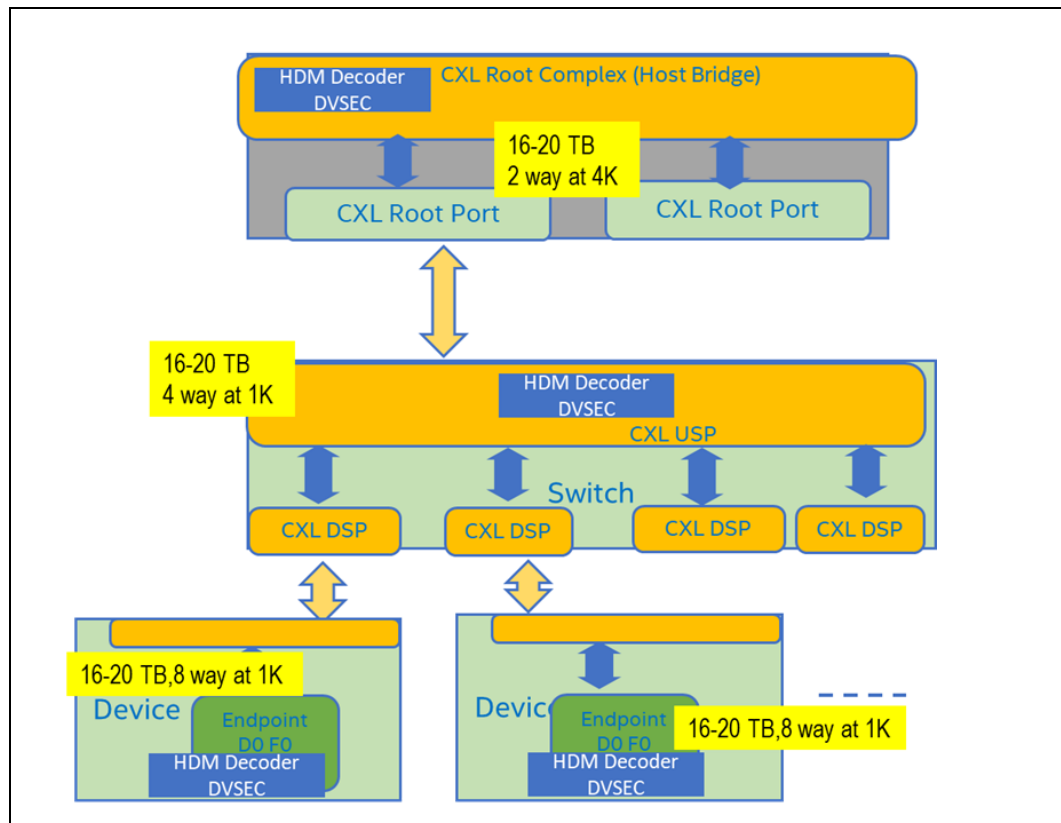 HDM Decoder
DVSEC
CXL Root Complex (Host Bridge)
16-20 TB
2 way at 4K
CXL Root Port
CXL Root Port
16-20 TB
4 way at 1K
HDM Decoder
DVSEC
CXL USP
Switch
CXL DSP
CXL DSP
CXL DSP
CXL DSP
16-20 TB,8 way at 1K
Device
Endpoint
D0 F0
HDM Decoder
DVSEC
Device
Endpoint
D0 F0
16-20 TB,8 way at 1K
HDM Decoder
DVSEC